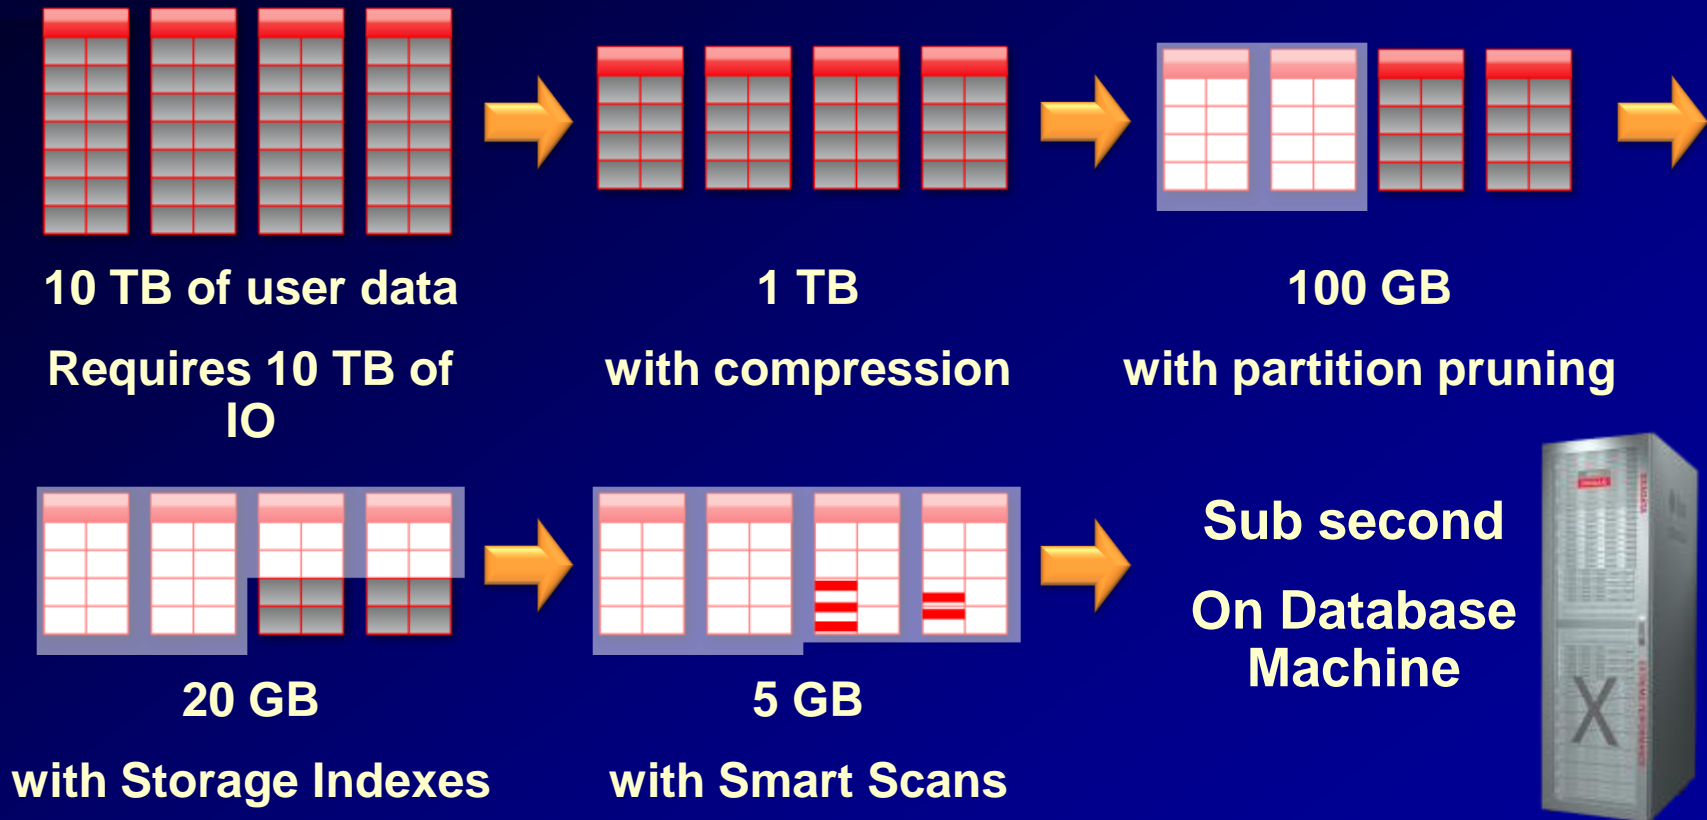 10 TB of user data
Requires 10 TB of
IO
1 TB
with compression
100 GB
with partition pruning
20 GB
with Storage Indexes
5 GB
with Smart Scans
Sub second
On Database
Machine
X